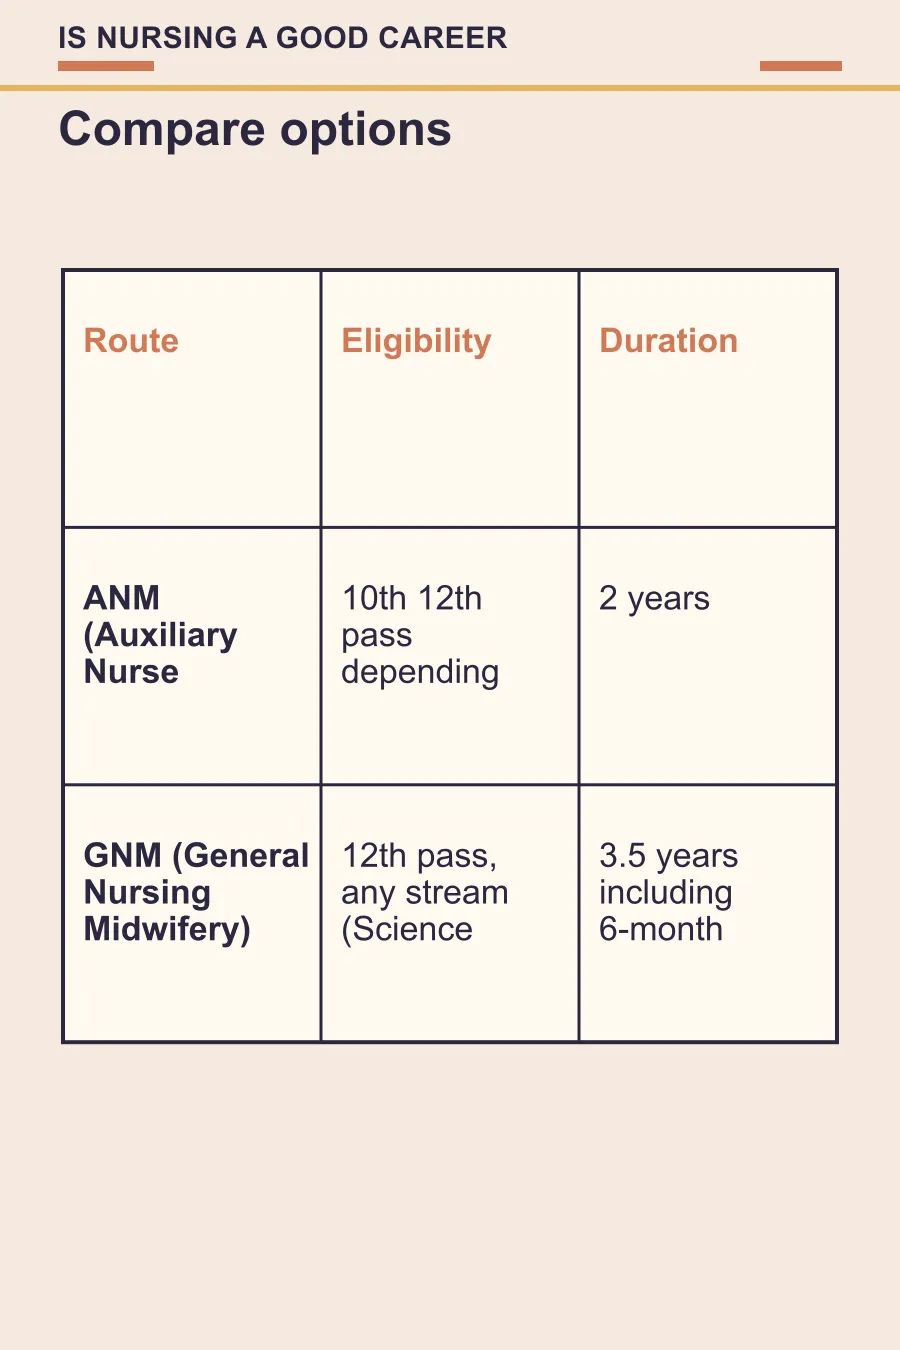 IS NURSING A GOOD CAREER
Compare options
Route
Eligibility
Duration
ANM
(Auxiliary
Nurse
10th 12th
pass
depending
2 years
GNM (General
Nursing
Midwifery)
12th pass,
any stream
(Science
3.5 years
including
6-month